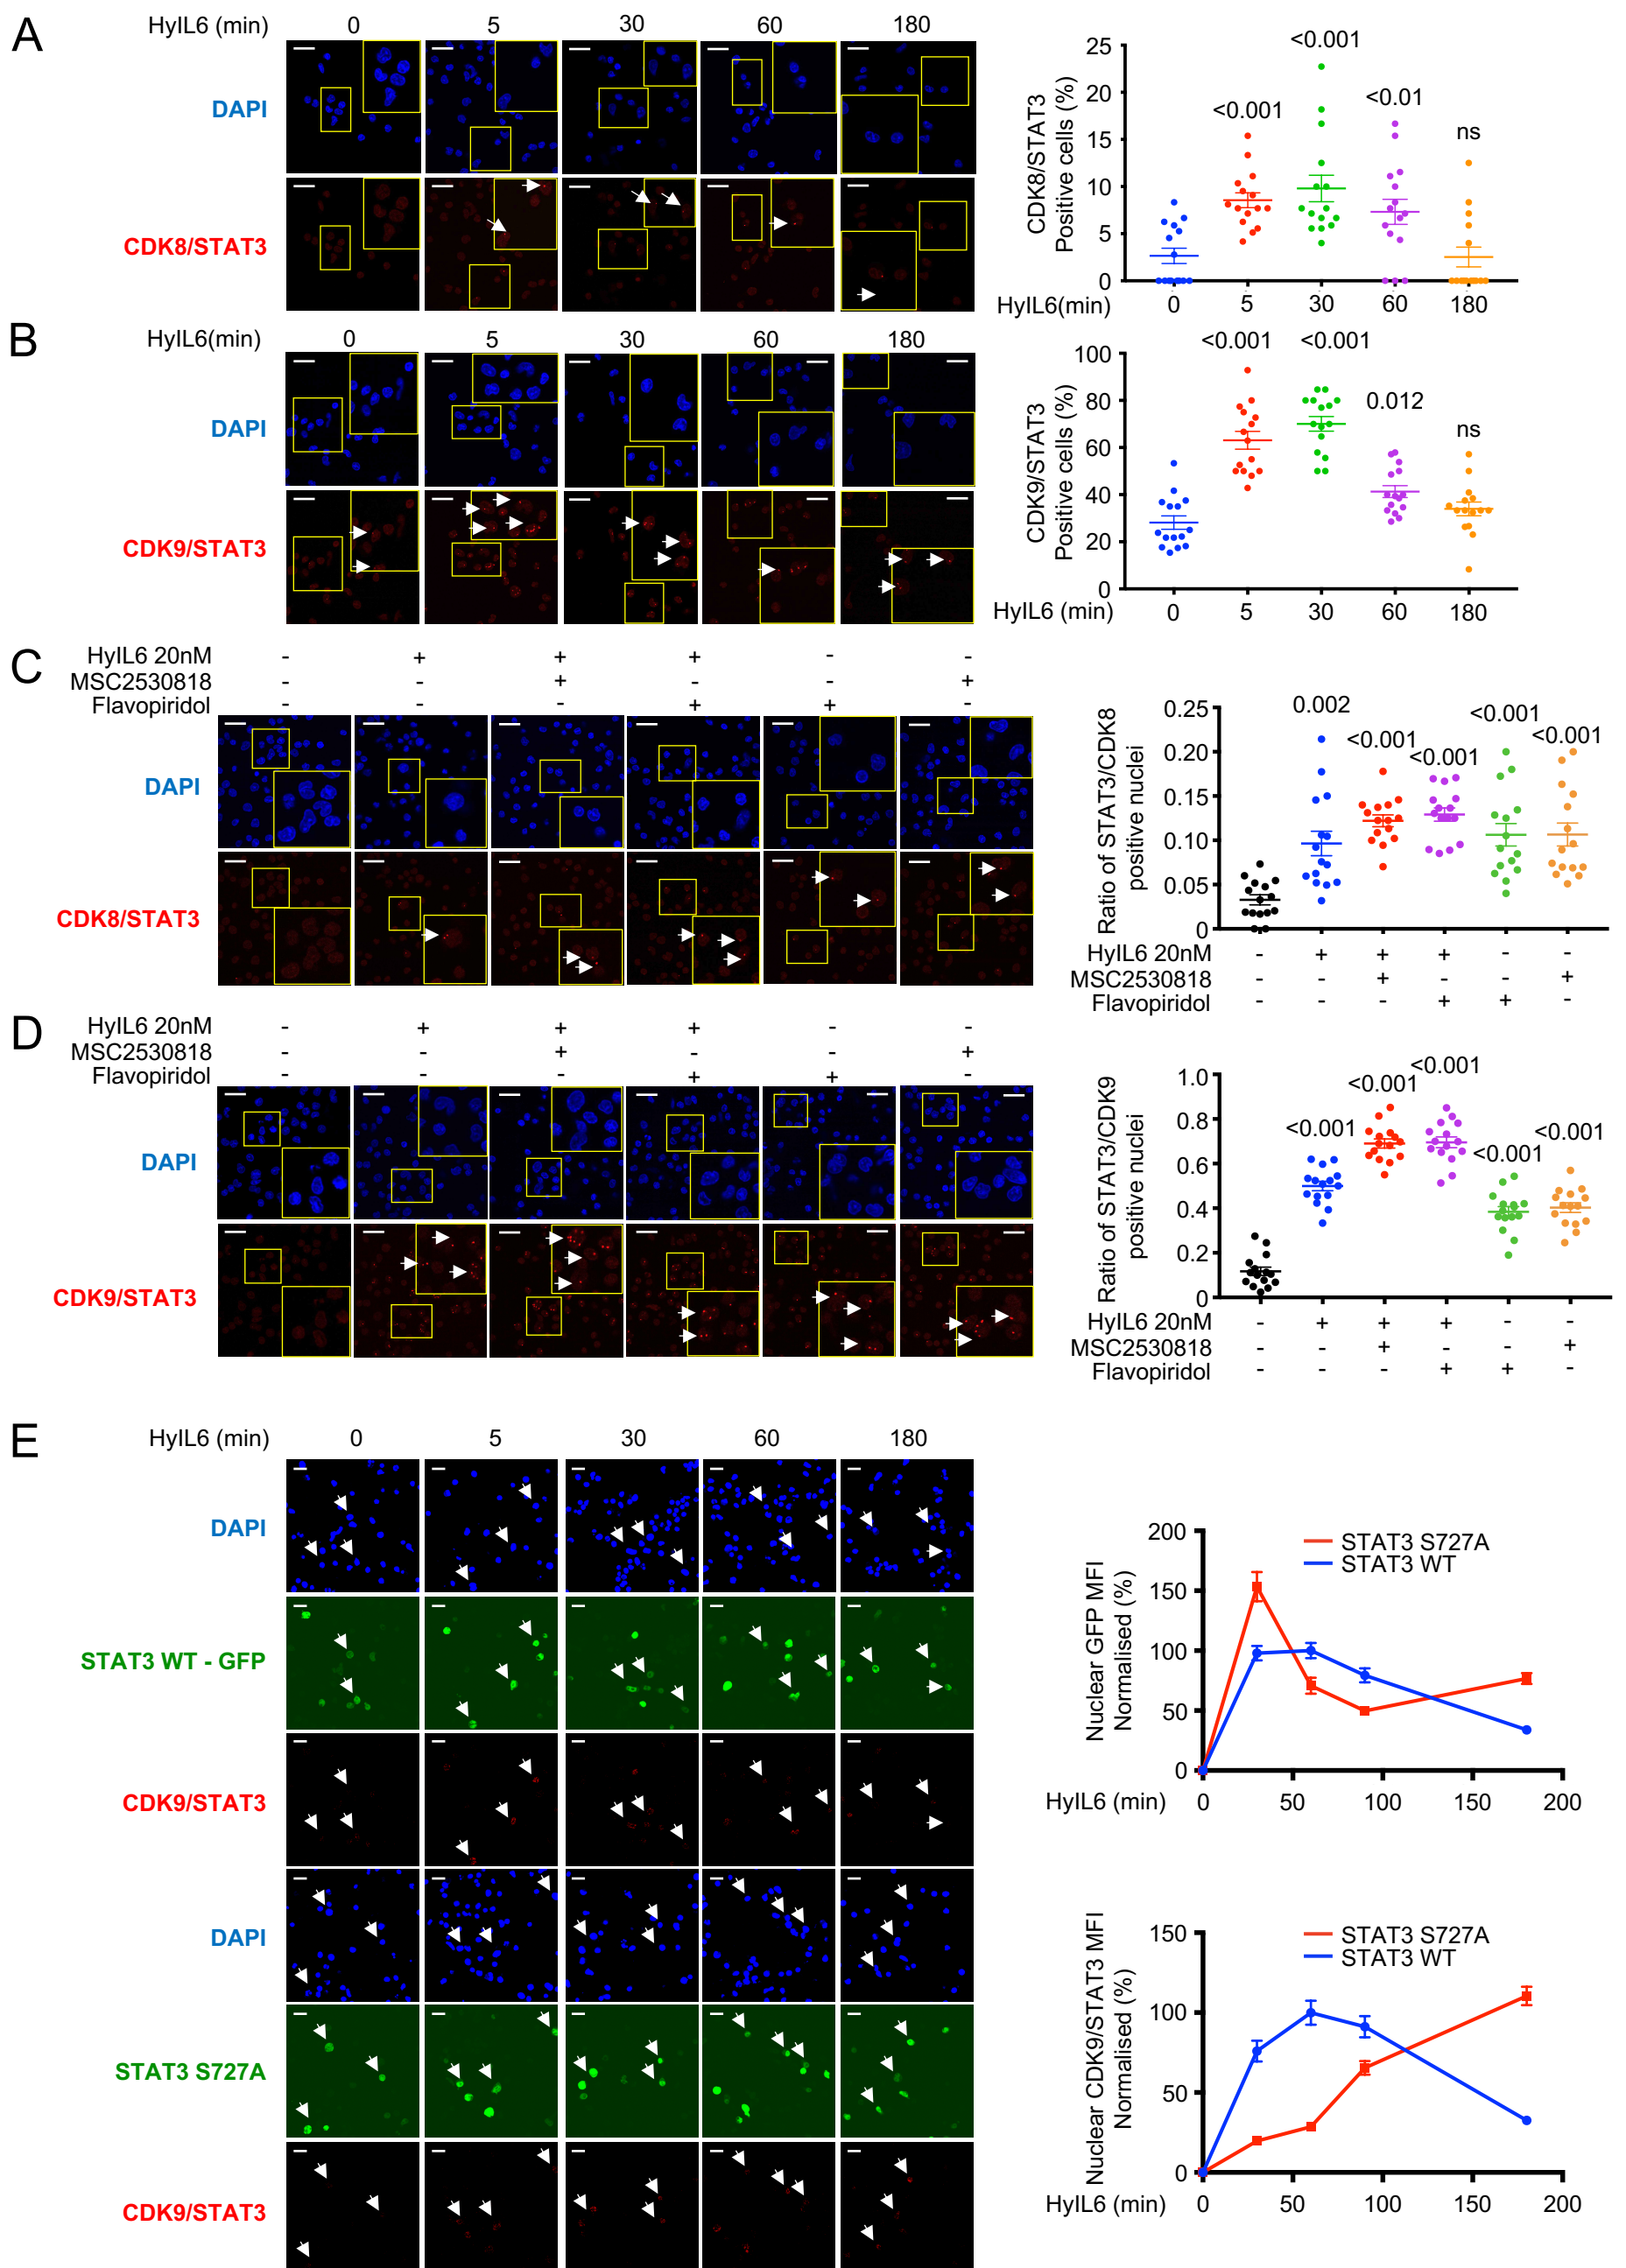 A
HyIL6 (min) 0 5 30 60 180
DAPI
CDK8/STAT3
CDK8/STAT3
Positive cells (%)
25
20
15
10
5
0
<0.001
<0.001
<0.01
ns
HyIL6(min) 0 5 30 60 180
B
HyIL6(min) 0 5 30 60 180
DAPI
CDK9/STAT3
CDK9/STAT3
Positive cells (%)
100
80
60
40
20
0
<0.001 <0.001
0.012
ns
HyIL6 (min) 0 5 30 60 180
C
HyIL6 20nM - + + + - -
MSC2530818 - - + - - +
Flavopiridol - - - + + -
DAPI
CDK8/STAT3
Ratio of STAT3/CDK8
positive nuclei
0.25
0.20
0.15
0.10
0.05
0
0.002
<0.001
<0.001
<0.001
<0.001
HyIL6 20nM - + + + - -
MSC2530818 - - + - - +
Flavopiridol - - - + + -
D
HyIL6 20nM - + + + - -
MSC2530818 - - + - - +
Flavopiridol - - - + + -
DAPI
CDK9/STAT3
Ratio of STAT3/CDK9
positive nuclei
1.0
0.8
0.6
0.4
0.2
0
<0.001
<0.001
<0.001
<0.001
<0.001
HyIL6 20nM - + + + - -
MSC2530818 - - + - - +
Flavopiridol - - - + + -
E
HyIL6 (min) 0 5 30 60 180
DAPI
STAT3 WT - GFP
CDK9/STAT3
DAPI
STAT3 S727A
CDK9/STAT3
Nuclear GFP MFI
Normalised (%)
200
150
100
50
0
STAT3 S727A
STAT3 WT
HyIL6 (min) 0 50 100 150 200
Nuclear CDK9/STAT3 MFI
Normalised (%)
150
100
50
0
STAT3 S727A
STAT3 WT
HyIL6 (min) 0 50 100 150 200